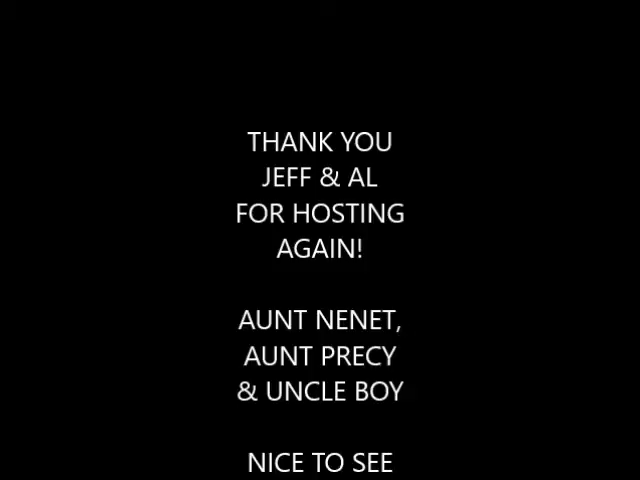 THANK YOU
JEFF & AL
FOR HOSTING
AGAIN!
AUNT NENET,
AUNT PRECY
& UNCLE BOY
NICE TO SEE